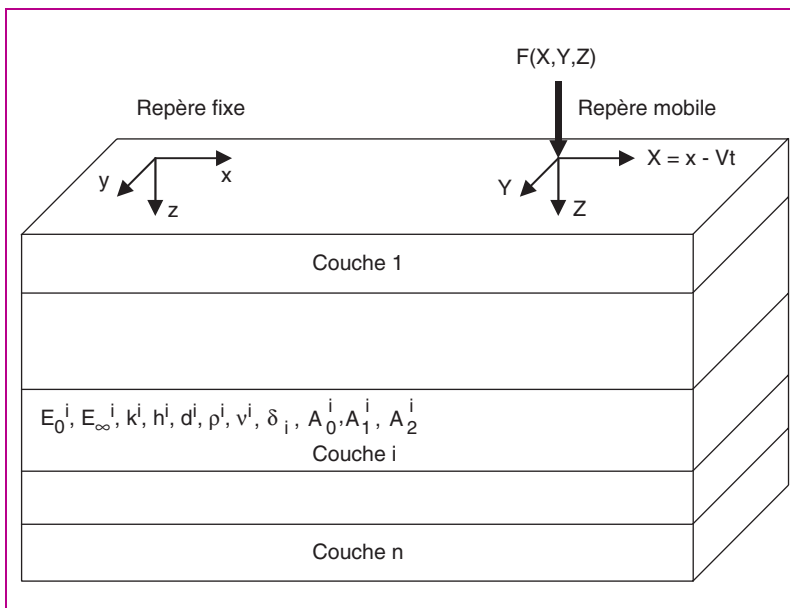 F(X,Y,Z)
Repère fixe
Repère mobile
x
y
z
X = x - Vt
Y
Z
Couche 1
E₀ⁱ, E∞ⁱ, kⁱ, hⁱ, dⁱ, ρⁱ, νⁱ, δᵢ, A₀ⁱ, A₁ⁱ, A₂ⁱ
Couche i
Couche n